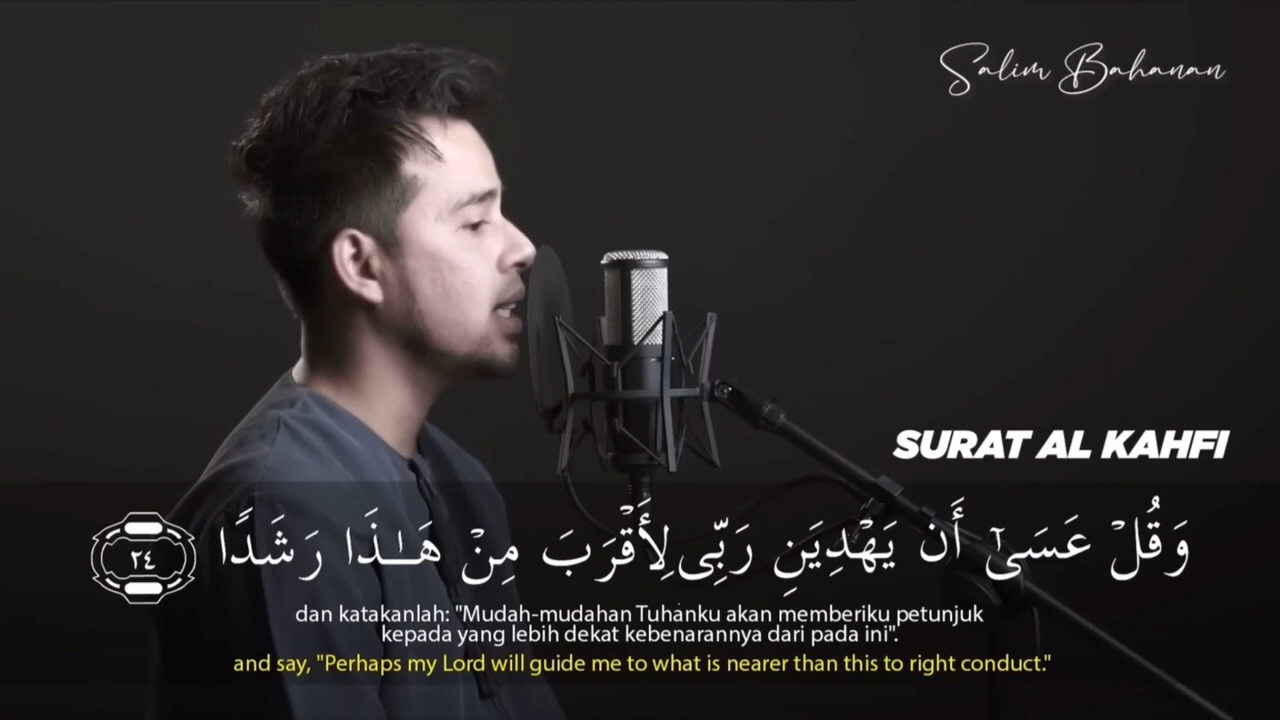 Salim Bahanan
SURAT AL KAHFI
وَقُلْ عَسَىٰٓ أَن يَهْدِيَنِ رَبِّى لِأَقْرَبَ مِنْ هَـٰذَا رَشَدًا ٢٤
dan katakanlah: "Mudah-mudahan Tuhanku akan memberiku petunjuk
kepada yang lebih dekat kebenarannya dari pada ini".
and say, "Perhaps my Lord will guide me to what is nearer than this to right conduct."